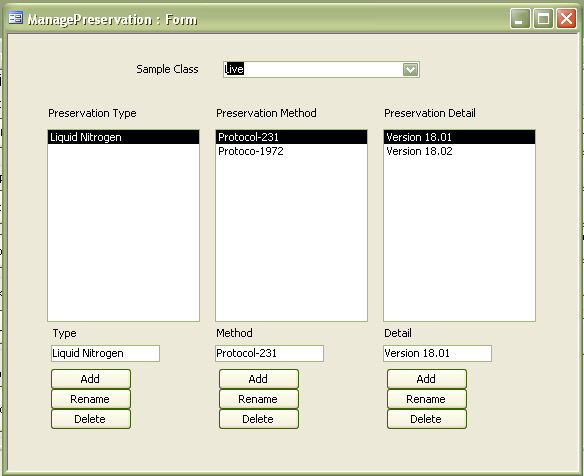 ManagePreservation : Form
Sample Class live
Preservation Type Preservation Method Preservation Detail
Liquid Nitrogen Protocol-231 Version 18.01
Protoco-1972 Version 18.02
Type Method Detail
Liquid Nitrogen Protocol-231 Version 18.01
Add Add Add
Rename Rename Rename
Delete Delete Delete